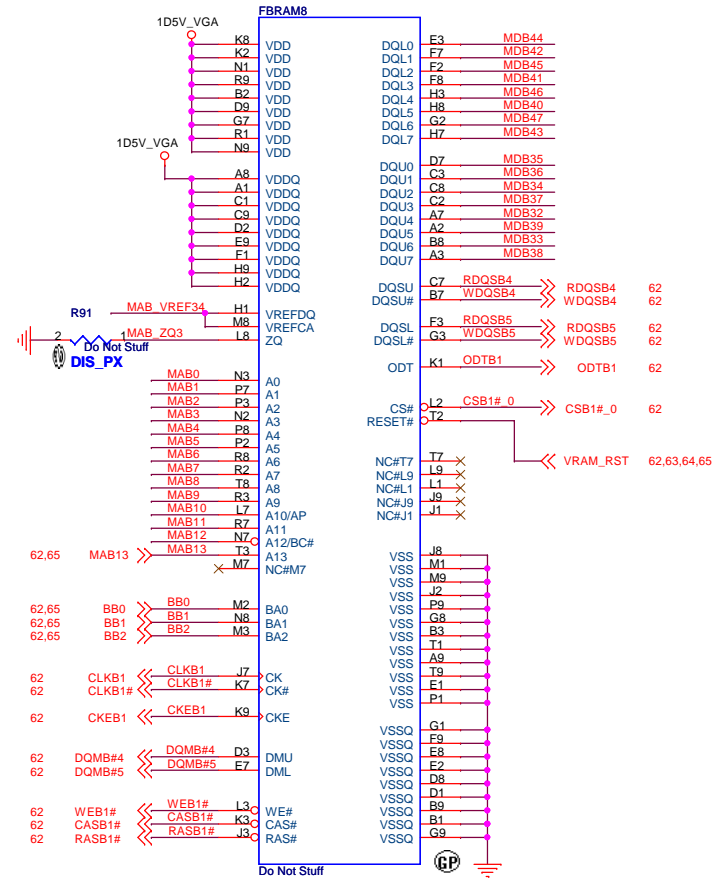 FBRAM8
1D5V_VGA
K8 VDD
K2 VDD
N1 VDD
R9 VDD
B2 VDD
D9 VDD
G7 VDD
R1 VDD
N9 VDD
1D5V_VGA
A8 VDDQ
A1 VDDQ
C1 VDDQ
C9 VDDQ
D2 VDDQ
E9 VDDQ
F1 VDDQ
H9 VDDQ
H2 VDDQ
MAB_VREF34 H1 VREFDQ
M8 VREFCA
R91
2 1 MAB_ZQ3 L8 ZQ
Do Not Stuff
DIS_PX
MAB0 N3 A0
MAB1 P7 A1
MAB2 P3 A2
MAB3 N2 A3
MAB4 P8 A4
MAB5 P2 A5
MAB6 R8 A6
MAB7 R2 A7
MAB8 T8 A8
MAB9 R3 A9
MAB10 L7 A10/AP
MAB11 R7 A11
MAB12 N7 A12/BC#
62,65 MAB13 MAB13 T3 A13
M7 NC#M7
62,65 BB0 BB0 M2 BA0
62,65 BB1 BB1 N8 BA1
62,65 BB2 BB2 M3 BA2
62 CLKB1 CLKB1 J7 CK
62 CLKB1# CLKB1# K7 CK#
62 CKEB1 CKEB1 K9 CKE
62 DQMB#4 DQMB#4 D3 DMU
62 DQMB#5 DQMB#5 E7 DML
62 WEB1# WEB1# L3 WE#
62 CASB1# CASB1# K3 CAS#
62 RASB1# RASB1# J3 RAS#
DQL0 E3 MDB44
DQL1 F7 MDB42
DQL2 F2 MDB45
DQL3 F8 MDB41
DQL4 H3 MDB46
DQL5 H8 MDB40
DQL6 G2 MDB47
DQL7 H7 MDB43
DQU0 D7 MDB35
DQU1 C3 MDB36
DQU2 C8 MDB34
DQU3 C2 MDB37
DQU4 A7 MDB32
DQU5 A2 MDB39
DQU6 B8 MDB33
DQU7 A3 MDB38
DQSU C7 RDQSB4 RDQSB4 62
DQSU# B7 WDQSB4 WDQSB4 62
DQSL F3 RDQSB5 RDQSB5 62
DQSL# G3 WDQSB5 WDQSB5 62
ODT K1 ODTB1 ODTB1 62
CS# L2 CSB1#_0 CSB1#_0 62
RESET# T2
VRAM_RST 62,63,64,65
NC#T7 T7
NC#L9 L9
NC#L1 L1
NC#J9 J9
NC#J1 J1
VSS J8
VSS M1
VSS M9
VSS J2
VSS P9
VSS G8
VSS B3
VSS T1
VSS A9
VSS T9
VSS E1
VSS P1
VSSQ G1
VSSQ F9
VSSQ E8
VSSQ E2
VSSQ D8
VSSQ D1
VSSQ B9
VSSQ B1
VSSQ G9
GP
Do Not Stuff